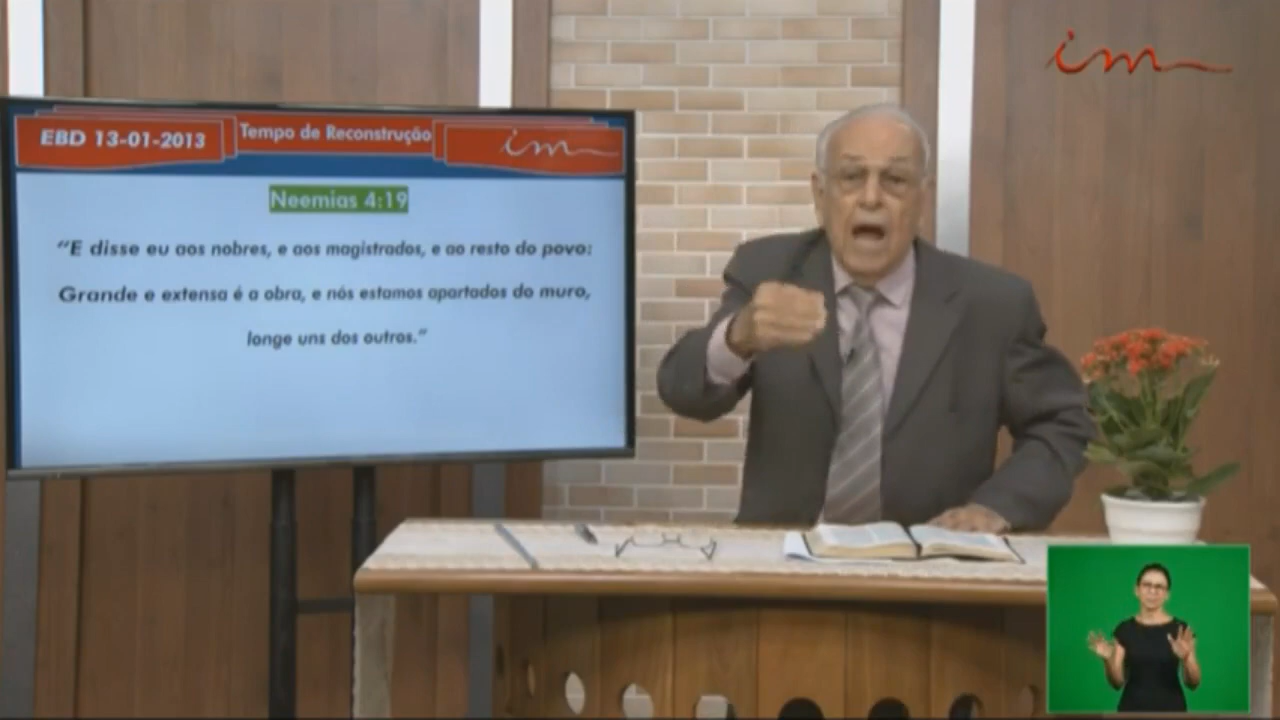 im
EBD 13-01-2013
Tempo de Reconstrução
im
Neemias 4:19
“E disse eu aos nobres, e aos magistrados, e ao resto do povo:
Grande e extensa é a obra, e nós estamos apartados do muro,
longe uns dos outros.”